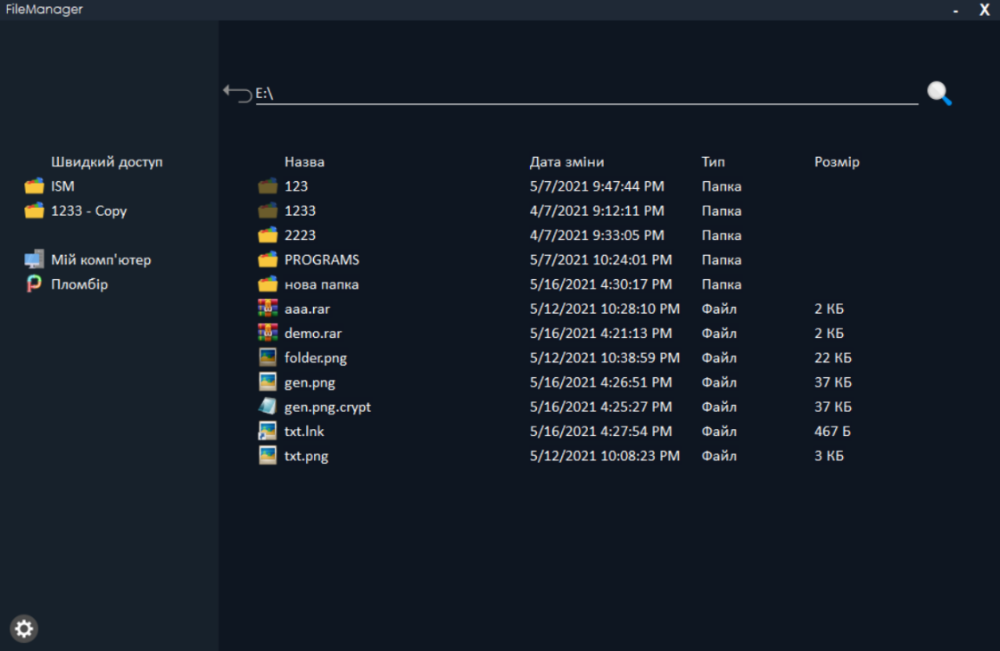 FileManager - X
E:\
Швидкий доступ
ISM
1233 - Copy
Мій комп'ютер
Пломбір
Назва Дата зміни Тип Розмір
123 5/7/2021 9:47:44 PM Папка
1233 4/7/2021 9:12:11 PM Папка
2223 4/7/2021 9:33:05 PM Папка
PROGRAMS 5/7/2021 10:24:01 PM Папка
нова папка 5/16/2021 4:30:17 PM Папка
aaa.rar 5/12/2021 10:28:10 PM Файл 2 КБ
demo.rar 5/16/2021 4:21:13 PM Файл 2 КБ
folder.png 5/12/2021 10:38:59 PM Файл 22 КБ
gen.png 5/16/2021 4:26:51 PM Файл 37 КБ
gen.png.crypt 5/16/2021 4:25:27 PM Файл 37 КБ
txt.lnk 5/16/2021 4:27:54 PM Файл 467 Б
txt.png 5/12/2021 10:08:23 PM Файл 3 КБ